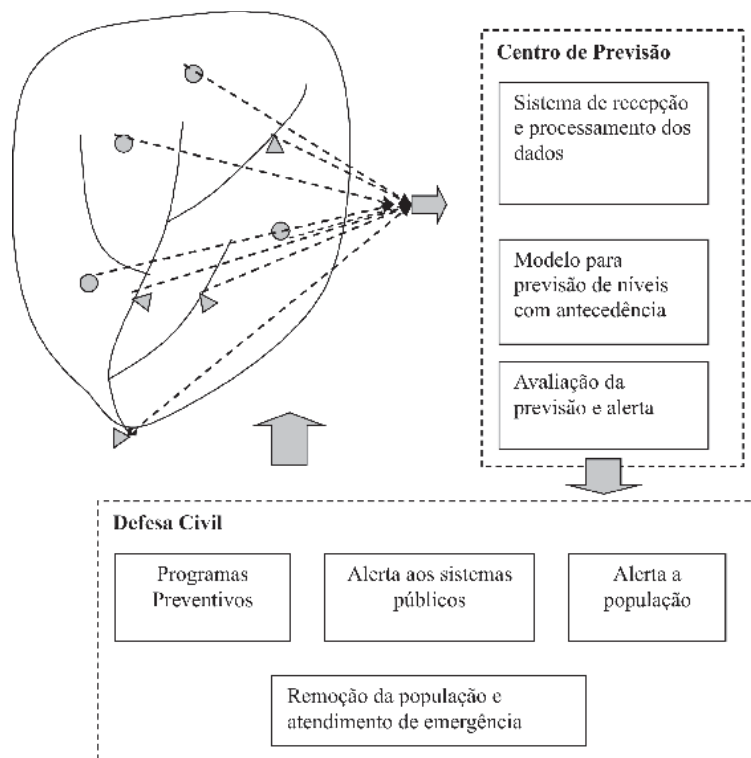 Centro de Previsão
Sistema de recepção
e processamento dos
dados
Modelo para
previsão de níveis
com antecedência
Avaliação da
previsão e alerta
Defesa Civil
Programas
Preventivos
Alerta aos sistemas
públicos
Alerta a
população
Remoção da população e
atendimento de emergência